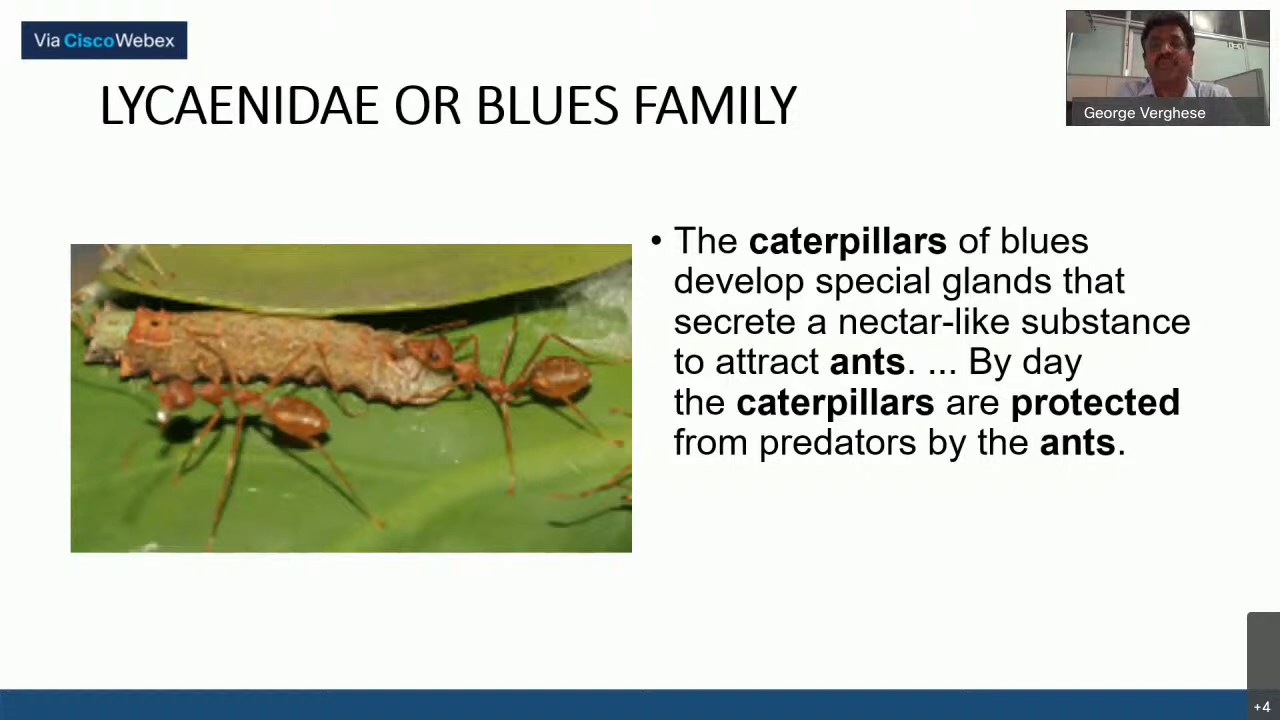 Via CiscoWebex
George Verghese
LYCAENIDAE OR BLUES FAMILY
• The caterpillars of blues
develop special glands that
secrete a nectar-like substance
to attract ants. ... By day
the caterpillars are protected
from predators by the ants.
+4